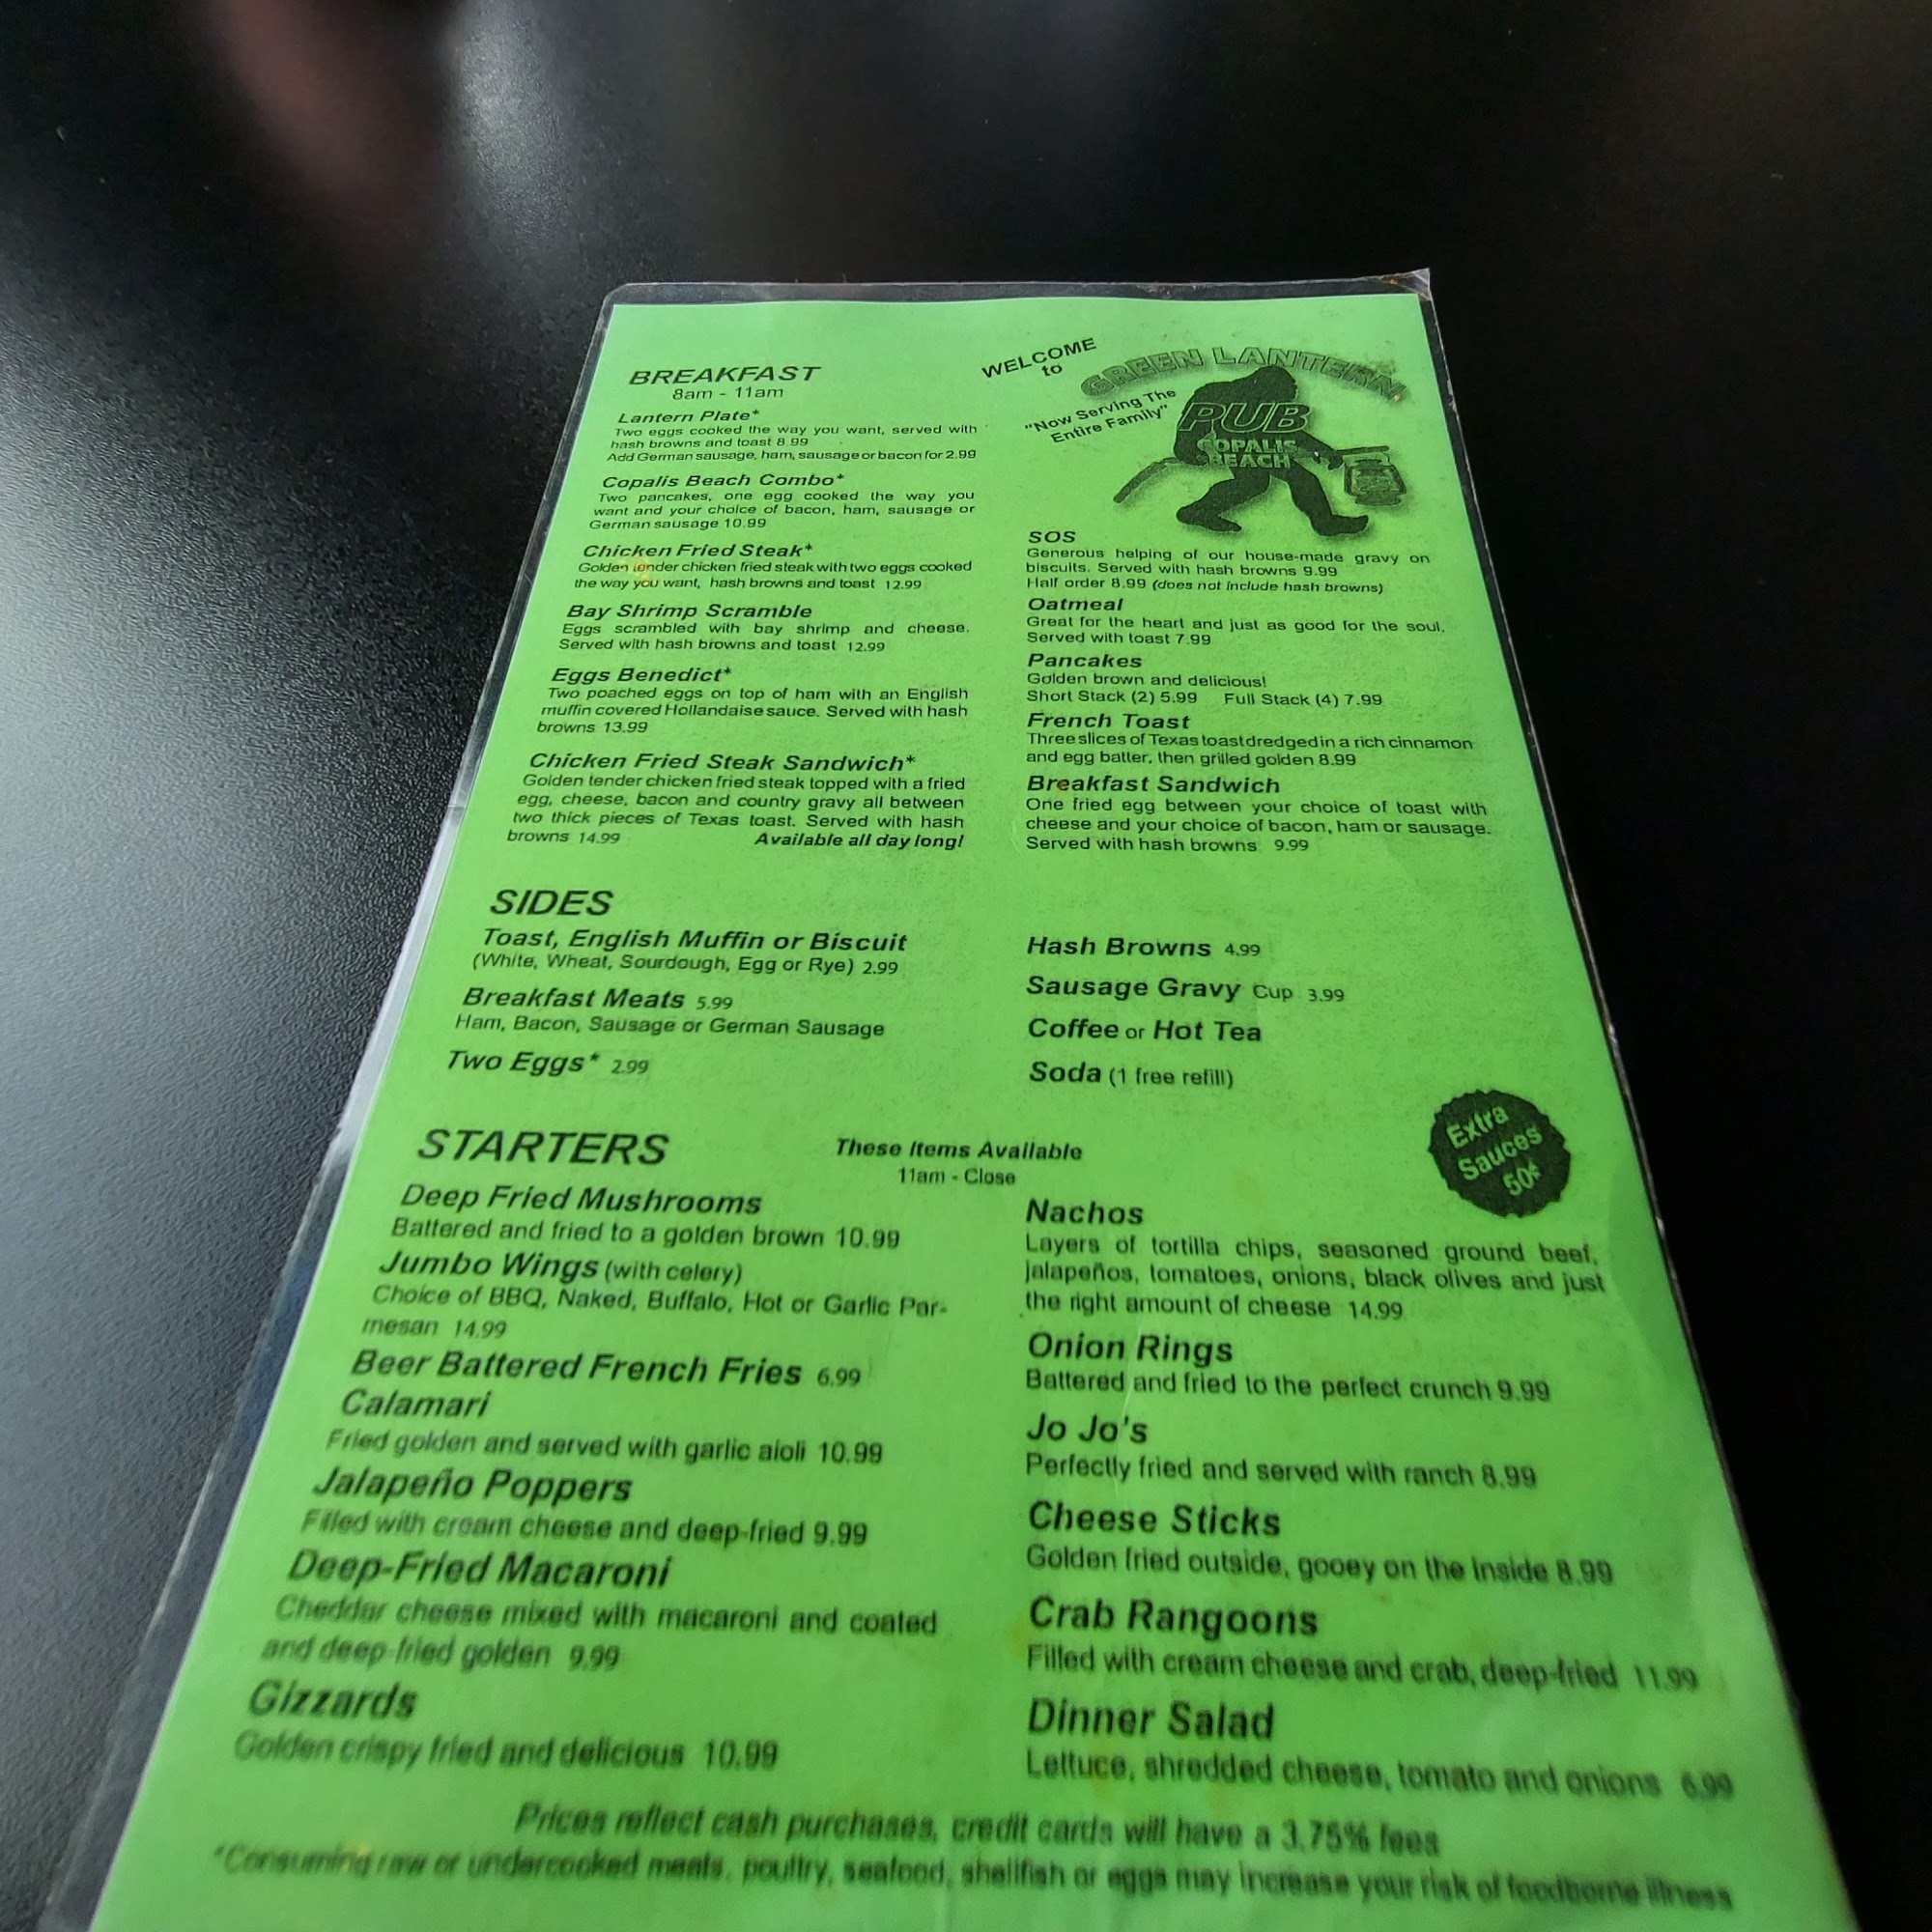 BREAKFAST
8am - 11am
Lantern Plate*
Two eggs cooked the way you want, served with
hash browns and toast 8.99
Add German sausage, ham, sausage or bacon for 2.99
Copalis Beach Combo*
Two pancakes, one egg cooked the way you
want and your choice of bacon, ham, sausage or
German sausage 10.99
Chicken Fried Steak*
Golden tender chicken fried steak with two eggs cooked
the way you want, hash browns and toast 12.99
Bay Shrimp Scramble
Eggs scrambled with bay shrimp and cheese.
Served with hash browns and toast 12.99
Eggs Benedict*
Two poached eggs on top of ham with an English
muffin covered Hollandaise sauce. Served with hash
browns 13.99
Chicken Fried Steak Sandwich*
Golden tender chicken fried steak topped with a fried
egg, cheese, bacon and country gravy all between
two thick pieces of Texas toast. Served with hash
browns 14.99 Available all day long!
WELCOME
to
GREEN LANTERN
"Now Serving The
Entire Family"
PUB
COPALIS
BEACH
SOS
Generous helping of our house-made gravy on
biscuits. Served with hash browns 9.99
Half order 8.99 (does not include hash browns)
Oatmeal
Great for the heart and just as good for the soul.
Served with toast 7.99
Pancakes
Golden brown and delicious!
Short Stack (2) 5.99 Full Stack (4) 7.99
French Toast
Three slices of Texas toast dredged in a rich cinnamon
and egg batter, then grilled golden 8.99
Breakfast Sandwich
One fried egg between your choice of toast with
cheese and your choice of bacon, ham or sausage.
Served with hash browns 9.99
SIDES
Toast, English Muffin or Biscuit
(White, Wheat, Sourdough, Egg or Rye) 2.99
Breakfast Meats 5.99
Ham, Bacon, Sausage or German Sausage
Two Eggs* 2.99
Hash Browns 4.99
Sausage Gravy Cup 3.99
Coffee or Hot Tea
Soda (1 free refill)
STARTERS
These Items Available
11am - Close
Extra
Sauces
50¢
Deep Fried Mushrooms
Battered and fried to a golden brown 10.99
Jumbo Wings (with celery)
Choice of BBQ, Naked, Buffalo, Hot or Garlic Par-
mesan 14.99
Beer Battered French Fries 6.99
Calamari
Fried golden and served with garlic aioli 10.99
Jalapeño Poppers
Filled with cream cheese and deep-fried 9.99
Deep-Fried Macaroni
Cheddar cheese mixed with macaroni and coated
and deep-fried golden 9.99
Gizzards
Golden crispy fried and delicious 10.99
Nachos
Layers of tortilla chips, seasoned ground beef,
jalapeños, tomatoes, onions, black olives and just
the right amount of cheese 14.99
Onion Rings
Battered and fried to the perfect crunch 9.99
Jo Jo's
Perfectly fried and served with ranch 8.99
Cheese Sticks
Golden fried outside, gooey on the inside 8.99
Crab Rangoons
Filled with cream cheese and crab, deep-fried 11.99
Dinner Salad
Lettuce, shredded cheese, tomato and onions 6.99
Prices reflect cash purchases, credit cards will have a 3.75% fees
*Consuming raw or undercooked meats, poultry, seafood, shellfish or eggs may increase your risk of foodborne illness